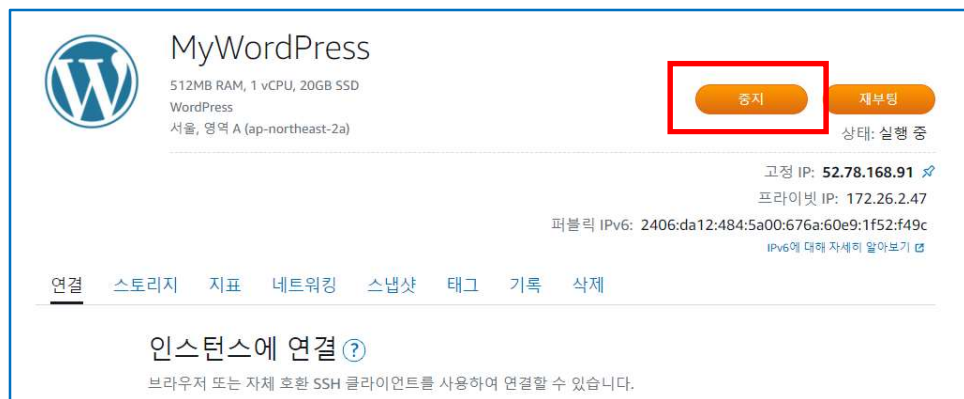 MyWordPress
512MB RAM, 1 vCPU, 20GB SSD
WordPress
서울, 영역 A (ap-northeast-2a)
중지 재부팅
상태: 실행 중
고정 IP: 52.78.168.91
프라이빗 IP: 172.26.2.47
퍼블릭 IPv6: 2406:da12:484:5a00:676a:60e9:1f52:f49c
IPv6에 대해 자세히 알아보기
연결 스토리지 지표 네트워킹 스냅샷 태그 기록 삭제
인스턴스에 연결 ?
브라우저 또는 자체 호환 SSH 클라이언트를 사용하여 연결할 수 있습니다.